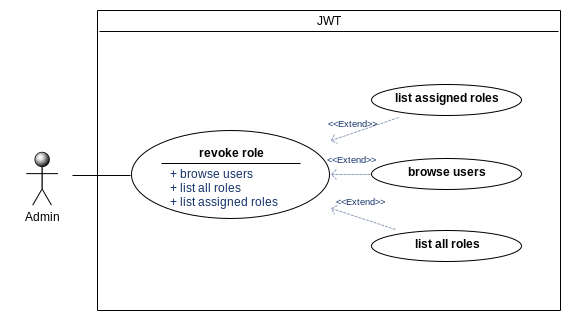 JWT
list assigned roles
<<Extend>>
revoke role
+ browse users
+ list all roles
+ list assigned roles
<<Extend>>
browse users
<<Extend>>
list all roles
Admin